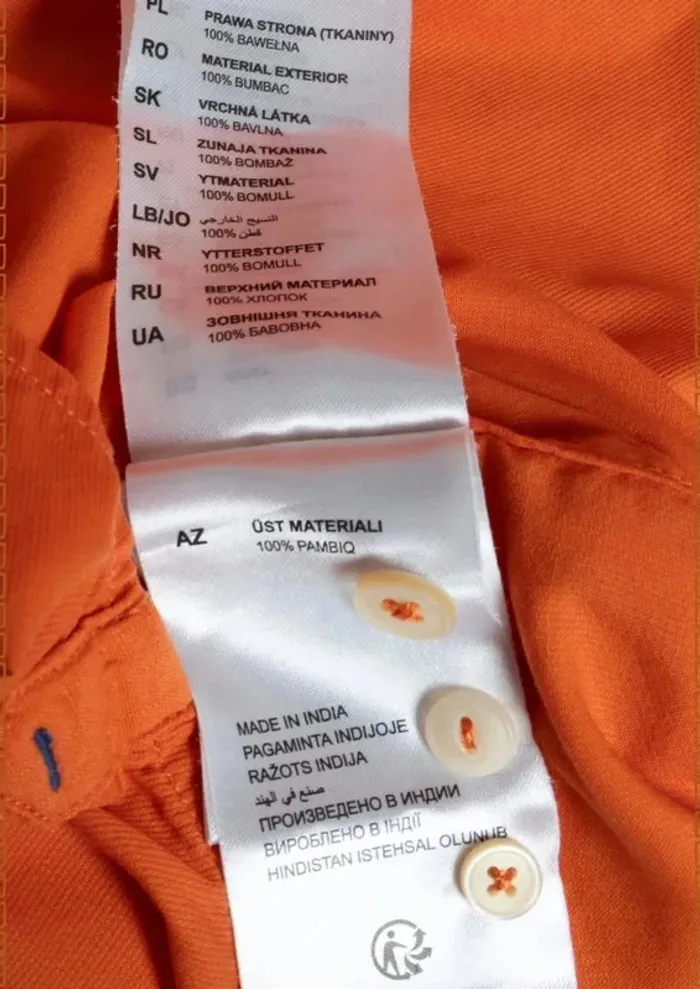 PL PRAWA STRONA (TKANINY)
100% BAWEŁNA
RO MATERIAL EXTERIOR
100% BUMBAC
SK VRCHNÁ LÁTKA
100% BAVLNA
SL ZUNAJA TKANINA
100% BOMBAŽ
SV YTMATERIAL
100% BOMULL
LB/JO النسيج الخارجي
100% قطن
NR YTTERSTOFFET
100% BOMULL
RU ВЕРХНИЙ МАТЕРИАЛ
100% ХЛОПОК
UA ЗОВНІШНЯ ТКАНИНА
100% БАВОВНА
AZ ÜST MATERIALI
100% PAMBIQ
MADE IN INDIA
PAGAMINTA INDIJOJE
RAŽOTS INDIJA
صنع في الهند
ПРОИЗВЕДЕНО В ИНДИИ
ВИРОБЛЕНО В ІНДІЇ
HINDISTAN ISTEHSAL OLUNUB